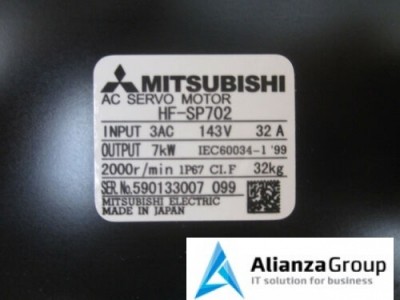 MITSUBISHI
AC SERVO MOTOR
HF-SP702
INPUT 3AC 143V 32A
OUTPUT 7kW IEC60034-1 '99
2000r/min IP67 CI.F 32kg
SER.No.590133007 099
MITSUBISHI ELECTRIC
MADE IN JAPAN
AlianzaGroup
IT solution for business